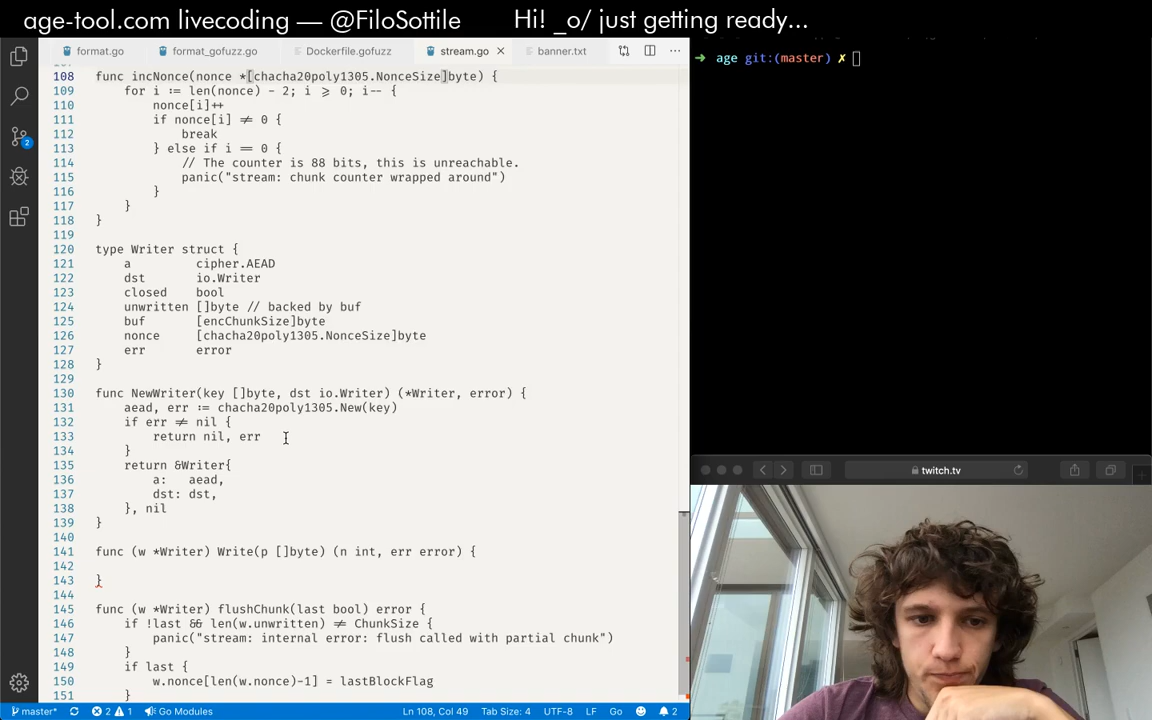 age-tool.com livecoding — @FiloSottile Hi! _o/ just getting ready...
format.go format_gofuzz.go Dockerfile.gofuzz stream.go banner.txt
age git:(master) ✗
108 func incNonce(nonce *[chacha20poly1305.NonceSize]byte) {
109 for i := len(nonce) - 2; i >= 0; i-- {
110 nonce[i]++
111 if nonce[i] != 0 {
112 break
113 } else if i == 0 {
114 // The counter is 88 bits, this is unreachable.
115 panic("stream: chunk counter wrapped around")
116 }
117 }
118 }
119
120 type Writer struct {
121 a cipher.AEAD
122 dst io.Writer
123 closed bool
124 unwritten []byte // backed by buf
125 buf [encChunkSize]byte
126 nonce [chacha20poly1305.NonceSize]byte
127 err error
128 }
129
130 func NewWriter(key []byte, dst io.Writer) (*Writer, error) {
131 aead, err := chacha20poly1305.New(key)
132 if err != nil {
133 return nil, err
134 }
135 return &Writer{
136 a: aead,
137 dst: dst,
138 }, nil
139 }
140
141 func (w *Writer) Write(p []byte) (n int, err error) {
142
143 }
144
145 func (w *Writer) flushChunk(last bool) error {
146 if !last && len(w.unwritten) != ChunkSize {
147 panic("stream: internal error: flush called with partial chunk")
148 }
149 if last {
150 w.nonce[len(w.nonce)-1] = lastBlockFlag
151 }
twitch.tv
2
master* 2 1 Go Modules Ln 108, Col 49 Tab Size: 4 UTF-8 LF Go 2